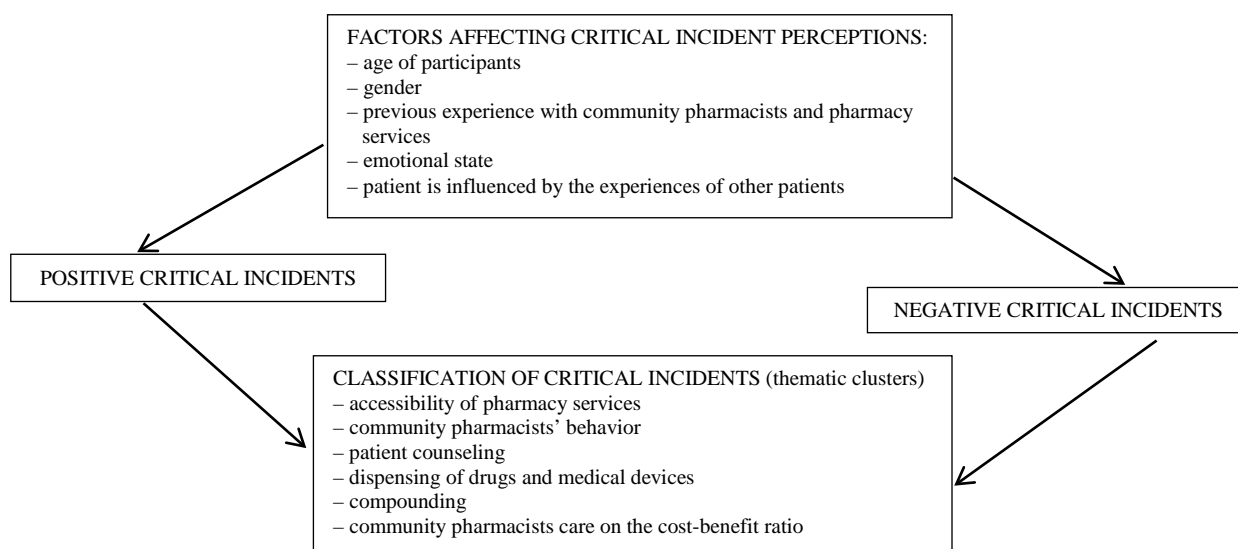 FACTORS AFFECTING CRITICAL INCIDENT PERCEPTIONS:
– age of participants
– gender
– previous experience with community pharmacists and pharmacy
services
– emotional state
– patient is influenced by the experiences of other patients
POSITIVE CRITICAL INCIDENTS
NEGATIVE CRITICAL INCIDENTS
CLASSIFICATION OF CRITICAL INCIDENTS (thematic clusters)
– accessibility of pharmacy services
– community pharmacists’ behavior
– patient counseling
– dispensing of drugs and medical devices
– compounding
– community pharmacists care on the cost-benefit ratio